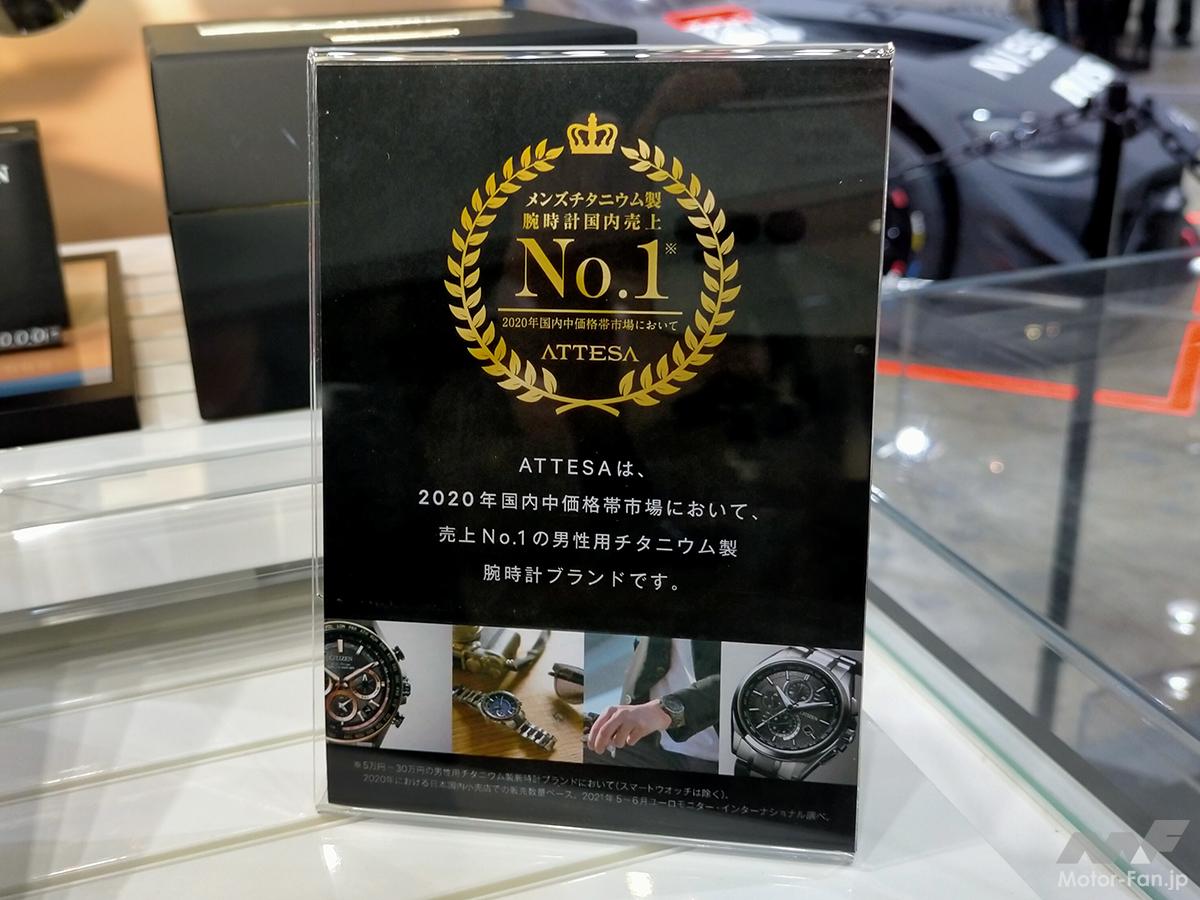 メンズチタニウム製
腕時計国内売上
No.1※
2020年国内中価格帯市場において
ATTESA
ATTESAは、
2020年国内中価格帯市場において、
売上No.1の男性用チタニウム製
腕時計ブランドです。
CITIZEN
※5万円–30万円の男性用チタニウム製腕時計ブランドにおいて(スマートウオッチは除く)、
2020年における日本国内小売店での販売数量ベース。2021年5~6月ユーロモニター・インターナショナル調べ。
Motor-Fan.jp